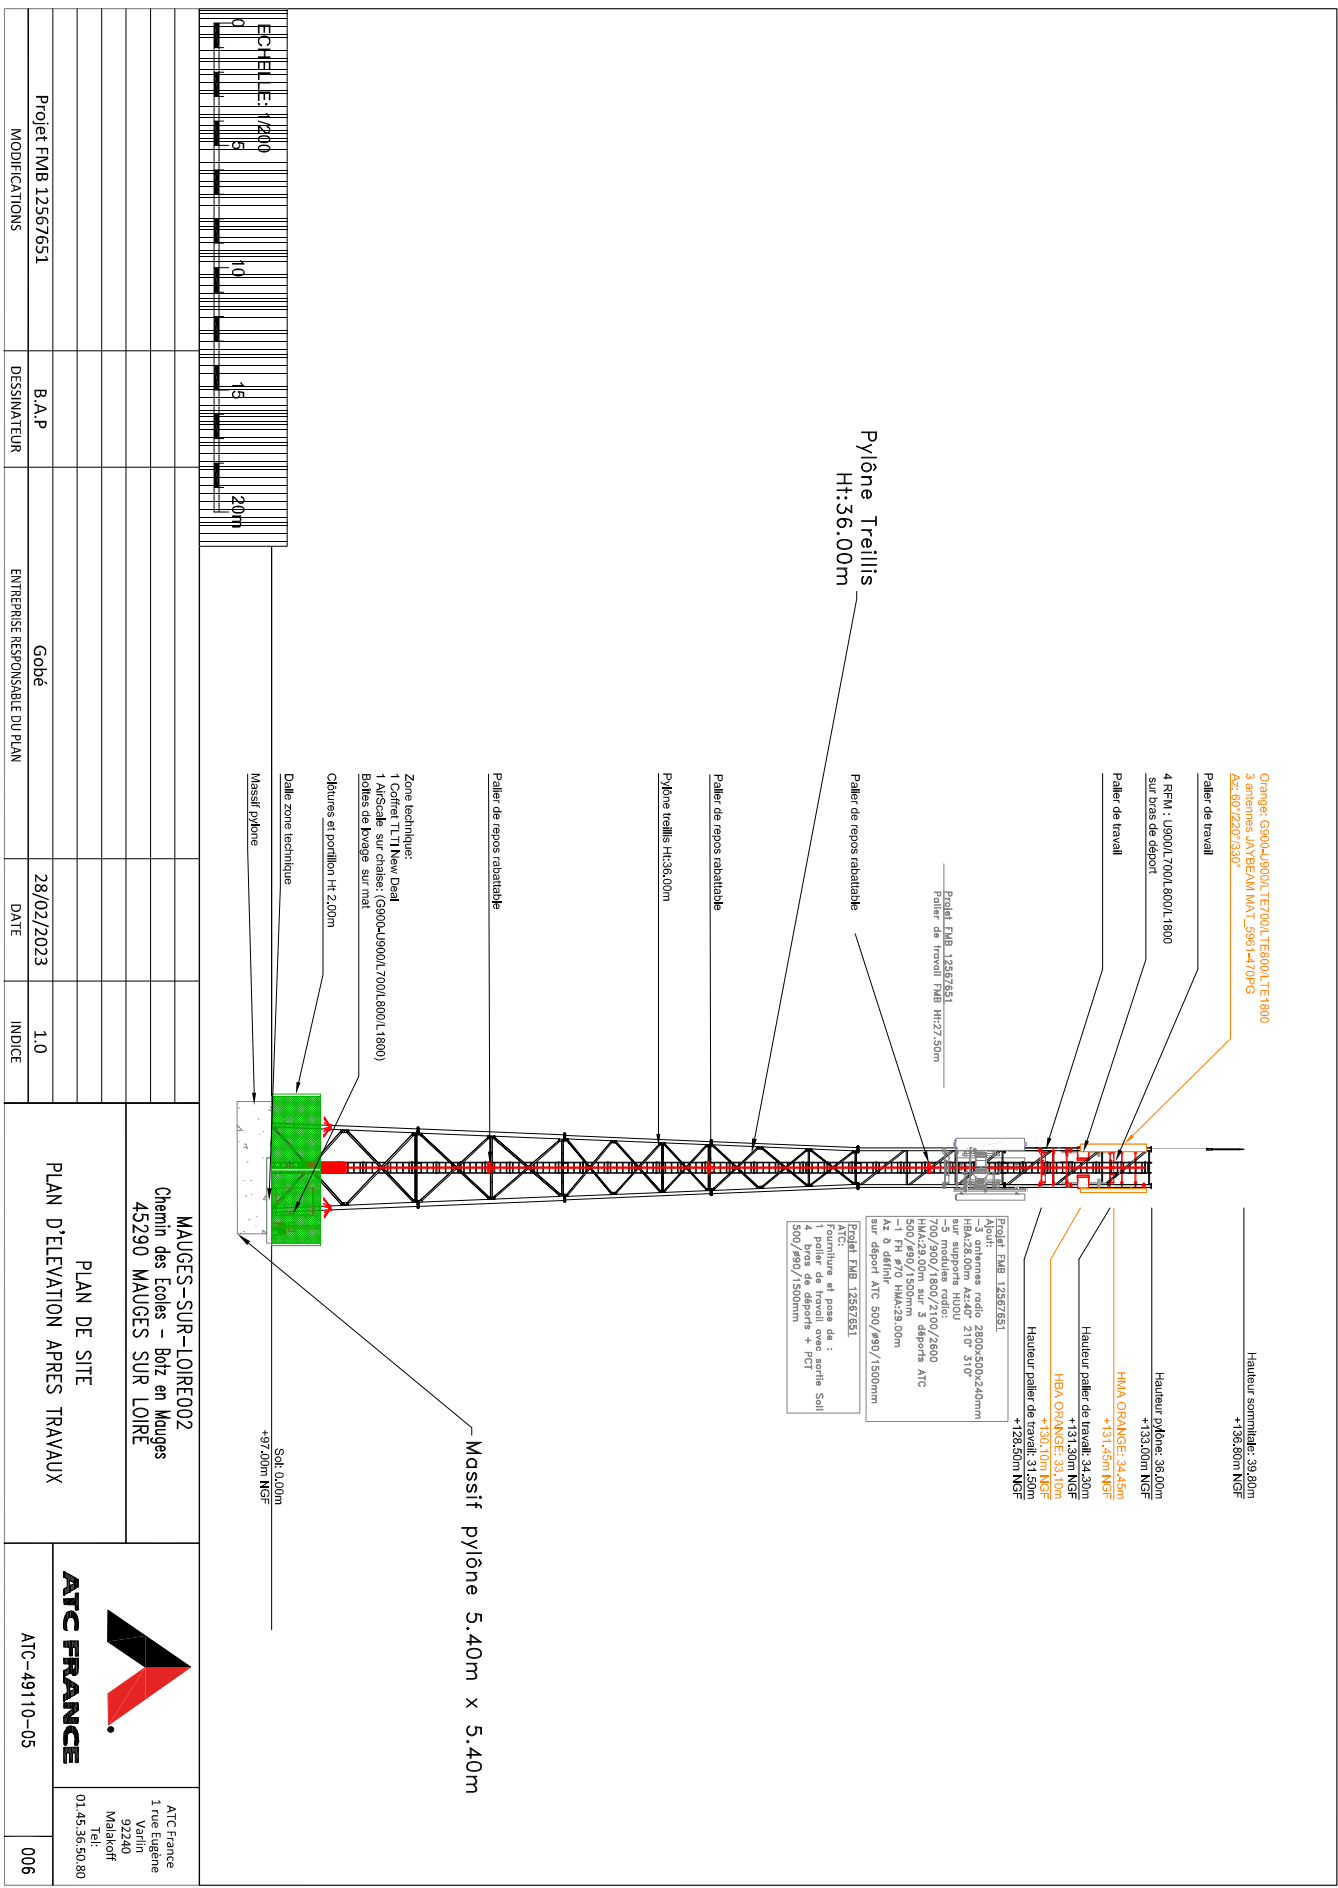 Orange: G900-U900/LTE700/LTE800/LTE1800
3 antennes JAYBEAM MAT_5961-470PG
Az: 60°/220°/330°
Palier de travail
4 RFM : U900/L700/L800/L1800
sur bras de déport
Palier de travail
Projet FMB 12567651
Palier de travail FMB Ht:27.50m
Palier de repos rabattable
Pylône Treillis
Ht:36.00m
Palier de repos rabattable
Pylône treillis Ht:36.00m
Palier de repos rabattable
Zone technique:
1 Coffret TLTI New Deal
1 AirScale sur chaise: (G900-U900/L700/L800/L1800)
Boîtes de lovage sur mat
Clôtures et portillon Ht 2.00m
Dalle zone technique
Massif pylone
Hauteur sommitale: 39.80m
+136.80m NGF
Hauteur pylône: 36.00m
+133.00m NGF
HMA ORANGE: 34.45m
+131.45m NGF
Hauteur palier de travail: 34.30m
+131.30m NGF
HBA ORANGE: 33.10m
+130.10m NGF
Hauteur palier de travail: 31.50m
+128.50m NGF
Projet FMB 12567651
Ajout:
-3 antennes radio 2800x500x240mm
HBA:28.00m Az:40° 210° 310°
sur supports HUOU
-5 modules radio:
700/900/1800/2100/2600
HMA:29.00m sur 3 déports ATC
500/ø90/1500mm
-1 FH ø70 HMA:29.00m
Az à définir
sur déport ATC 500/ø90/1500mm
Projet FMB 12567651
ATC:
Fourniture et pose de :
1 palier de travail avec sortie Soll
4 bras de déports + PCT
500/ø90/1500mm
Massif pylône 5.40m x 5.40m
Sol: 0.00m
+97.00m NGF
ECHELLE: 1/200
0 5 10 15 20m
Projet FMB 12567651 B.A.P Gobé 28/02/2023 1.0
MODIFICATIONS DESSINATEUR ENTREPRISE RESPONSABLE DU PLAN DATE INDICE
MAUGES-SUR-LOIRE002
Chemin des Ecoles - Botz en Mauges
45290 MAUGES SUR LOIRE
PLAN DE SITE
PLAN D'ELEVATION APRES TRAVAUX
ATC FRANCE
ATC France
1 rue Eugène
Varlin
92240
Malakoff
Tel:
01.45.36.50.80
ATC-49110-05
006